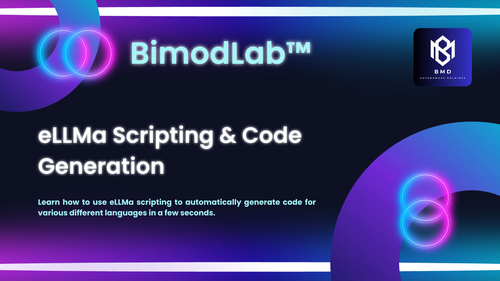 BimodLab™
BMD
eLLMa Scripting & Code
Generation
Learn how to use eLLMa scripting to automatically generate code for
various different languages in a few seconds.